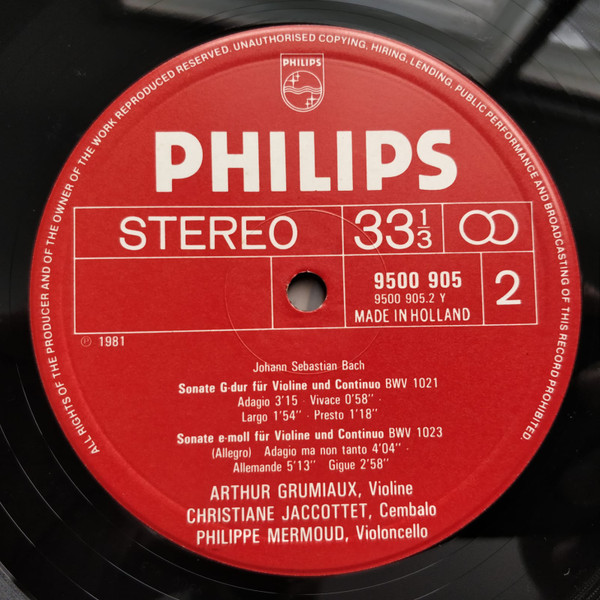 ALL RIGHTS OF THE PRODUCER AND OF THE OWNER OF THE WORK REPRODUCED RESERVED. UNAUTHORISED COPYING, HIRING, LENDING, PUBLIC PERFORMANCE AND BROADCASTING OF THIS RECORD PROHIBITED.
PHILIPS
PHILIPS
STEREO 33 1/3
9500 905
9500 905.2 Y
MADE IN HOLLAND
2
℗ 1981
Johann Sebastian Bach
Sonate G-dur für Violine und Continuo BWV 1021
Adagio 3'15 · Vivace 0'58'' ·
Largo 1'54'' · Presto 1'18''
Sonate e-moll für Violine und Continuo BWV 1023
(Allegro) Adagio ma non tanto 4'04'' ·
Allemande 5'13'' Gigue 2'58''
ARTHUR GRUMIAUX, Violine
CHRISTIANE JACCOTTET, Cembalo
PHILIPPE MERMOUD, Violoncello